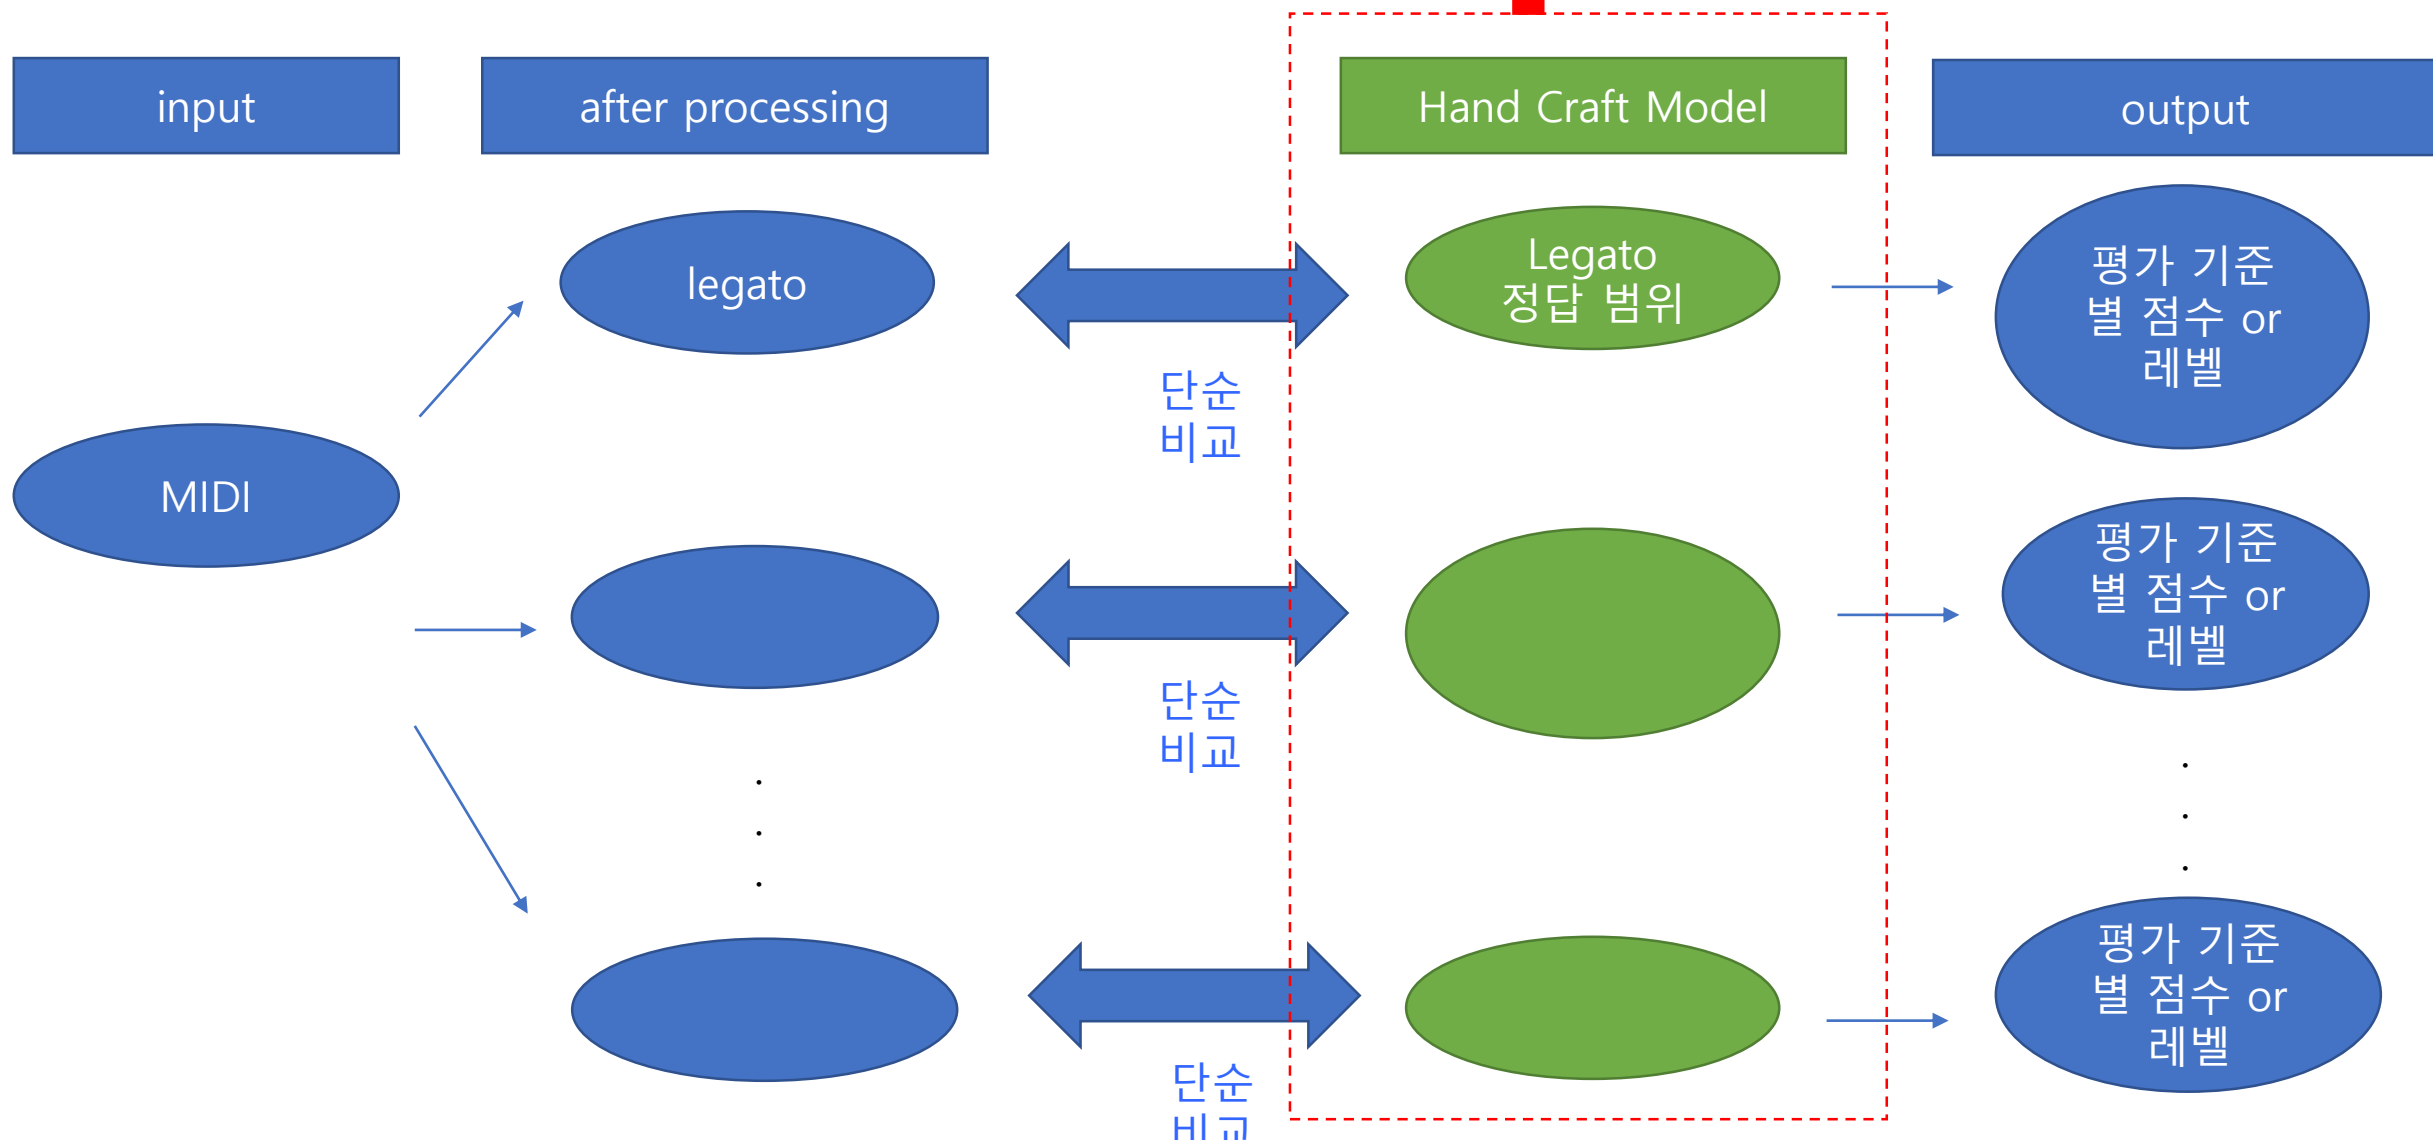 input
after processing
Hand Craft Model
output
legato
Legato
정답 범위
평가 기준
별 점수 or
레벨
단순
비교
MIDI
평가 기준
별 점수 or
레벨
단순
비교
.
.
.
.
.
.
평가 기준
별 점수 or
레벨
단순
비교